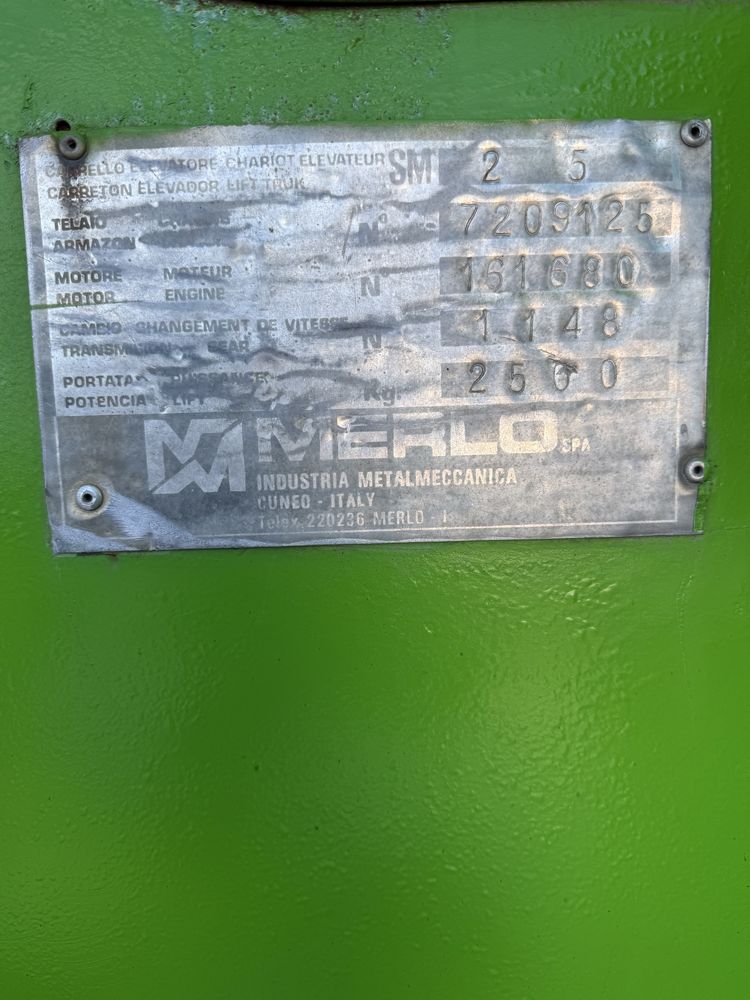 CARRELLO ELEVATORE CHARIOT ELEVATEUR SM 2 5
CARRETON ELEVADOR LIFT TRUK
TELAIO N° 7209125
ARMAZON
MOTORE MOTEUR N° 161680
MOTOR ENGINE
CAMBIO CHANGEMENT DE VITESSE N° 1148
TRANSMICION GEAR
PORTATA PUISSANCE Kg. 2500
POTENCIA LIFT
MERLO SPA
INDUSTRIA METALMECCANICA
CUNEO - ITALY
Telex 220236 MERLO - I